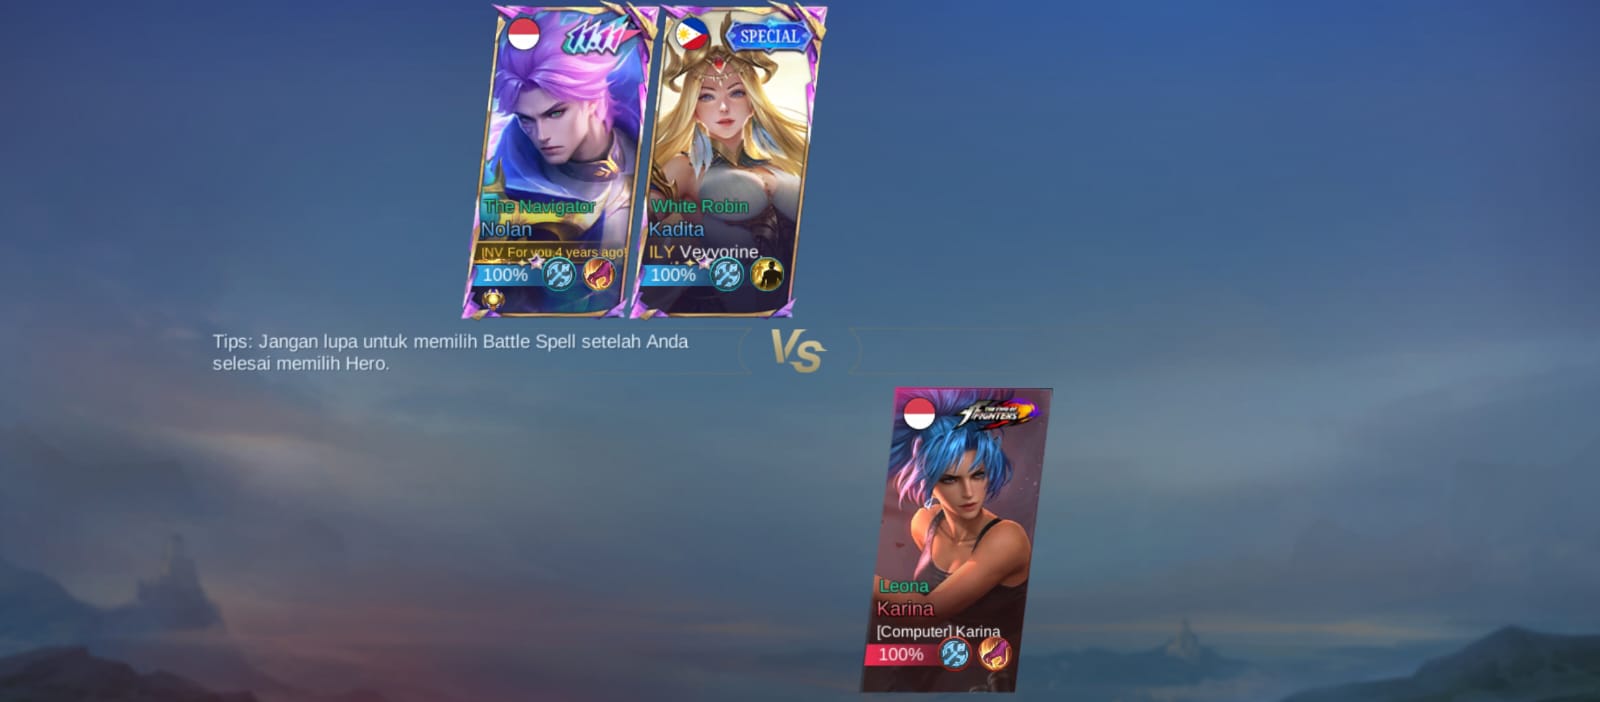 11.11
The Navigator
Nolan
INV For you,4 years ago!
100%
SPECIAL
White Robin
Kadita
ILY Veyyorine.
100%
Tips: Jangan lupa untuk memilih Battle Spell setelah Anda
selesai memilih Hero.
VS
THE KING OF
FIGHTERS
Leona
Karina
[Computer] Karina
100%